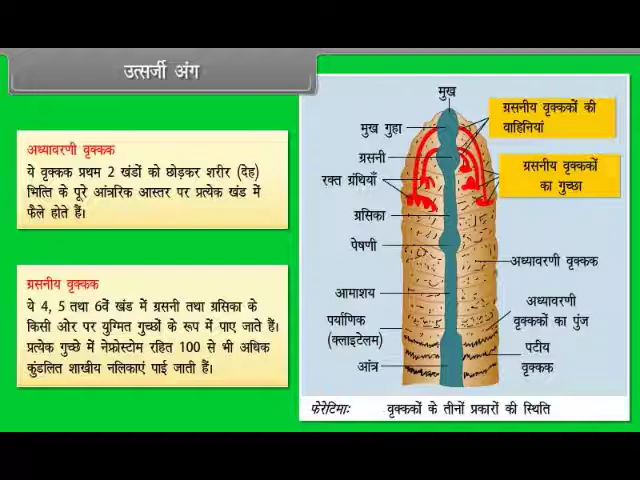 उत्सर्जी अंग
अध्यावरणी वृक्कक
ये वृक्कक प्रथम 2 खंडों को छोड़कर शरीर (देह)
भित्ति के पूरे आंतरिक आस्तर पर प्रत्येक खंड में
फैले होते हैं।
ग्रसनीय वृक्कक
ये 4, 5 तथा 6वें खंड में ग्रसनी तथा ग्रसिका के
किसी ओर पर युग्मित गुच्छों के रूप में पाए जाते हैं।
प्रत्येक गुच्छे में नेफ्रोस्टोम रहित 100 से भी अधिक
कुंडलित शाखीय नलिकाएं पाई जाती हैं।
मुख
ग्रसनीय वृक्ककों की
वाहिनियां
मुख गुहा
ग्रसनी
ग्रसनीय वृक्ककों
का गुच्छा
रक्त ग्रंथियाँ
ग्रसिका
पेषणी
अध्यावरणी वृक्कक
आमाशय
अध्यावरणी
वृक्ककों का पुंज
पर्याणिक
(क्लाइटेलम)
पटीय
वृक्कक
आंत्र
फेरेटिमाः वृक्ककों के तीनों प्रकारों की स्थिति